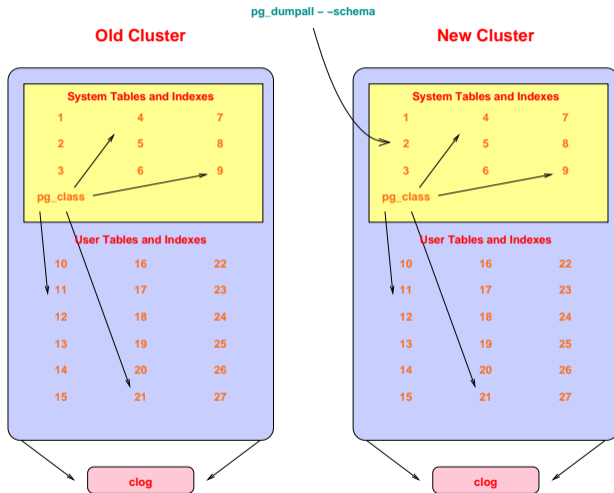 pg_dumpall – –schema
Old Cluster
System Tables and Indexes
1 4 7
2 5 8
3 6 9
pg_class
User Tables and Indexes
10 16 22
11 17 23
12 18 24
13 19 25
14 20 26
15 21 27
clog
New Cluster
System Tables and Indexes
1 4 7
2 5 8
3 6 9
pg_class
User Tables and Indexes
10 16 22
11 17 23
12 18 24
13 19 25
14 20 26
15 21 27
clog